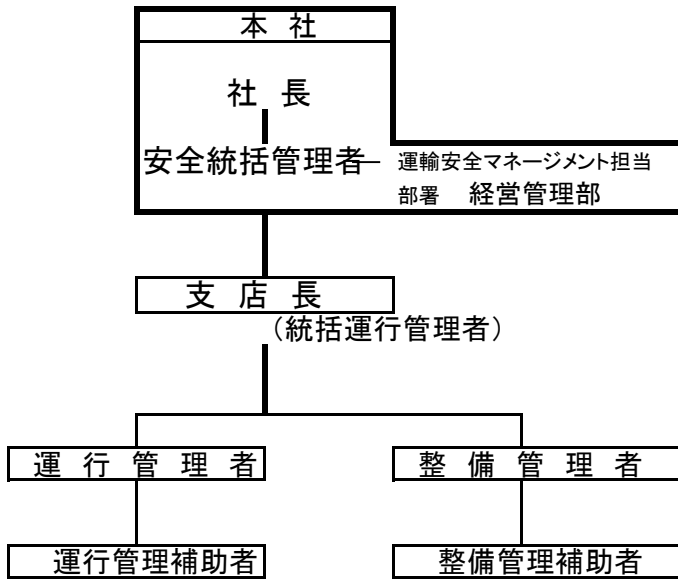 本 社
社 長
安全統括管理者
運輸安全マネージメント担当
部署 経営管理部
支 店 長
（統括運行管理者）
運 行 管 理 者
整 備 管 理 者
運行管理補助者
整備管理補助者